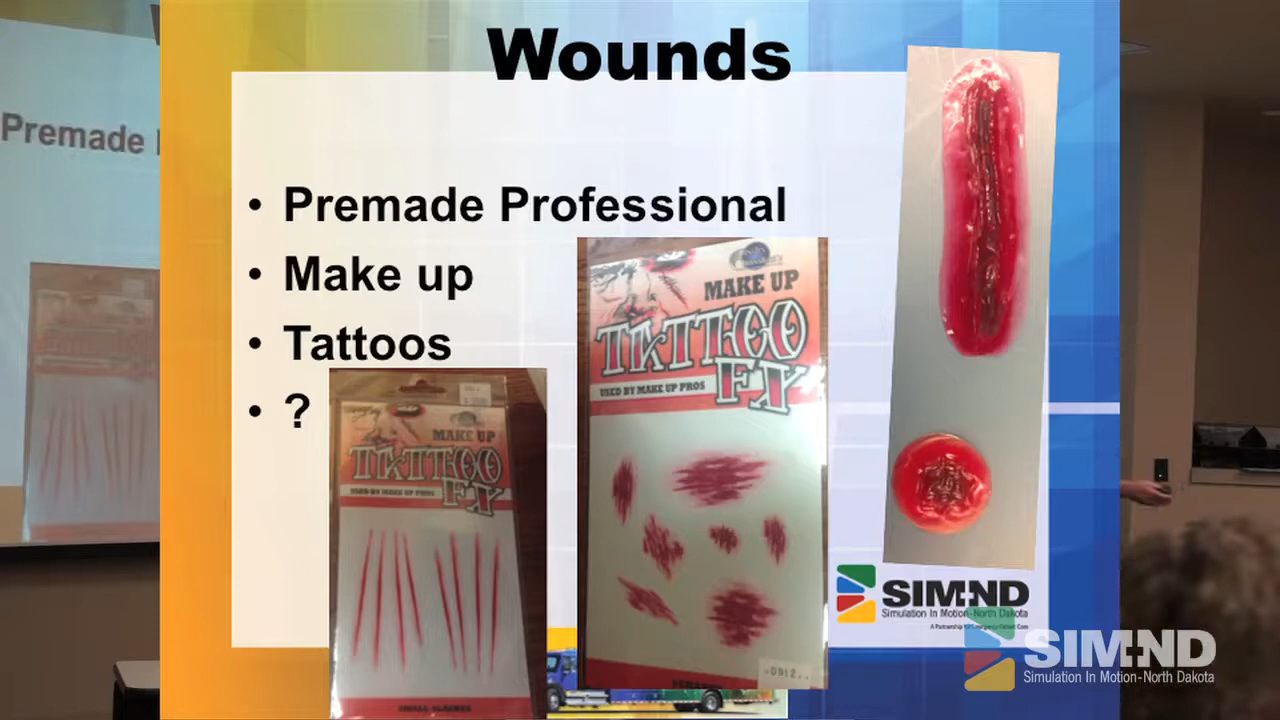 Wounds
Premade
• Premade Professional
• Make up
• Tattoos
• ?
MAKE UP
TATTOO
FX
USED BY MAKE UP PROS
MAKE UP
TATTOO
FX
USED BY MAKE UP PROS
SMALL SLASHES
SIM-ND
Simulation In Motion-North Dakota
SIM-ND
Simulation In Motion-North Dakota